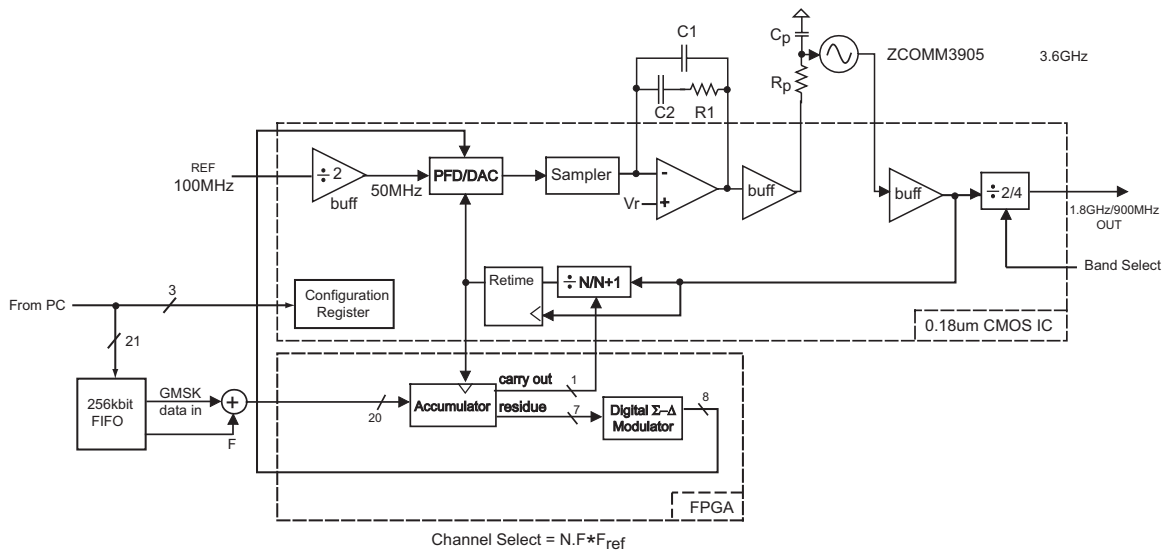 C1
C2
R1
Cp
Rp
ZCOMM3905
3.6GHz
REF
100MHz
÷ 2
buff
50MHz
PFD/DAC
Sampler
-
Vr
+
buff
buff
÷ 2/4
1.8GHz/900MHz
OUT
Retime
÷ N/N+1
Band Select
Configuration
Register
From PC
3
21
0.18um CMOS IC
256kbit
FIFO
GMSK
data in
+
F
20
Accumulator
carry out
1
residue
7
Digital Σ–Δ
Modulator
8
FPGA
Channel Select = N.F*Fref